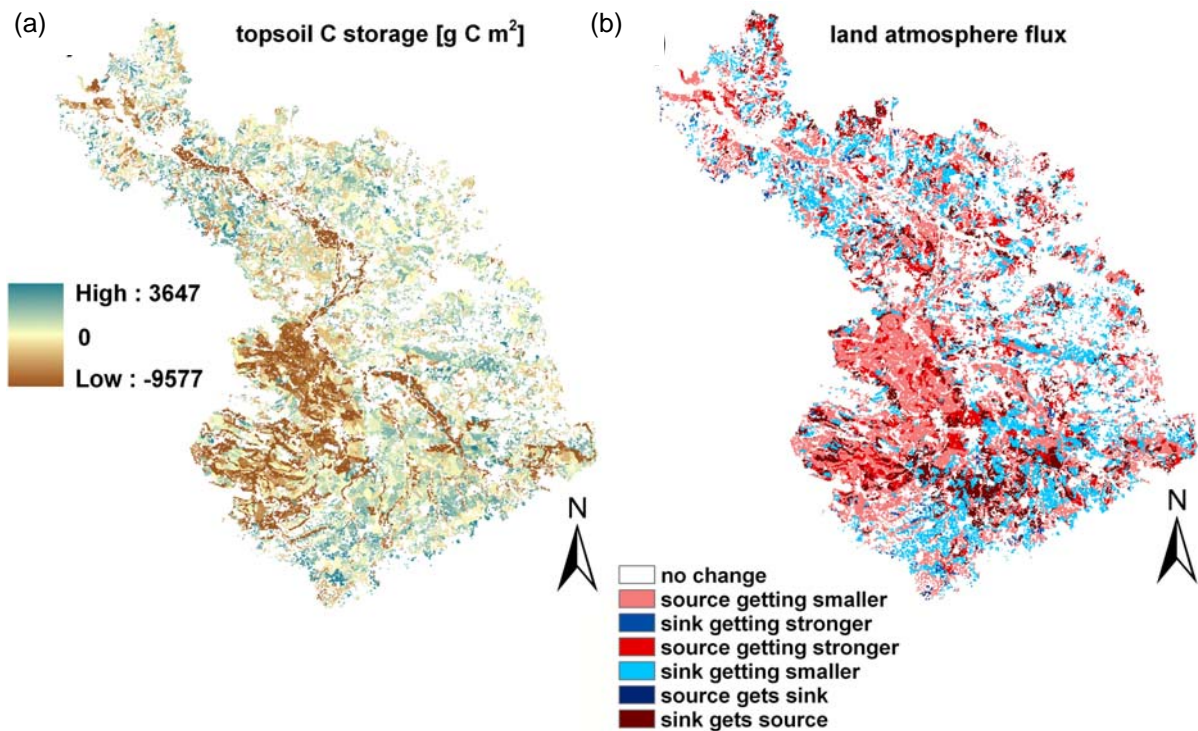 (a)
topsoil C storage [g C m²]
High : 3647
0
Low : -9577
N
(b)
land atmosphere flux
N
no change
source getting smaller
sink getting stronger
source getting stronger
sink getting smaller
source gets sink
sink gets source